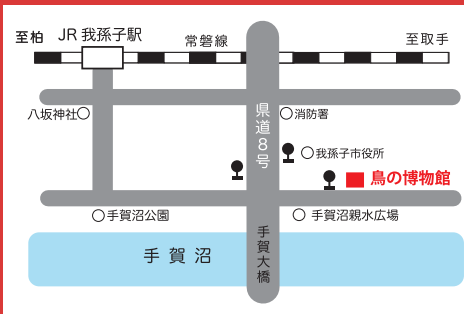 至柏
JR 我孫子駅
常磐線
至取手
八坂神社
県道8号
消防署
我孫子市役所
鳥の博物館
手賀沼公園
手賀沼親水広場
手賀沼
手賀大橋